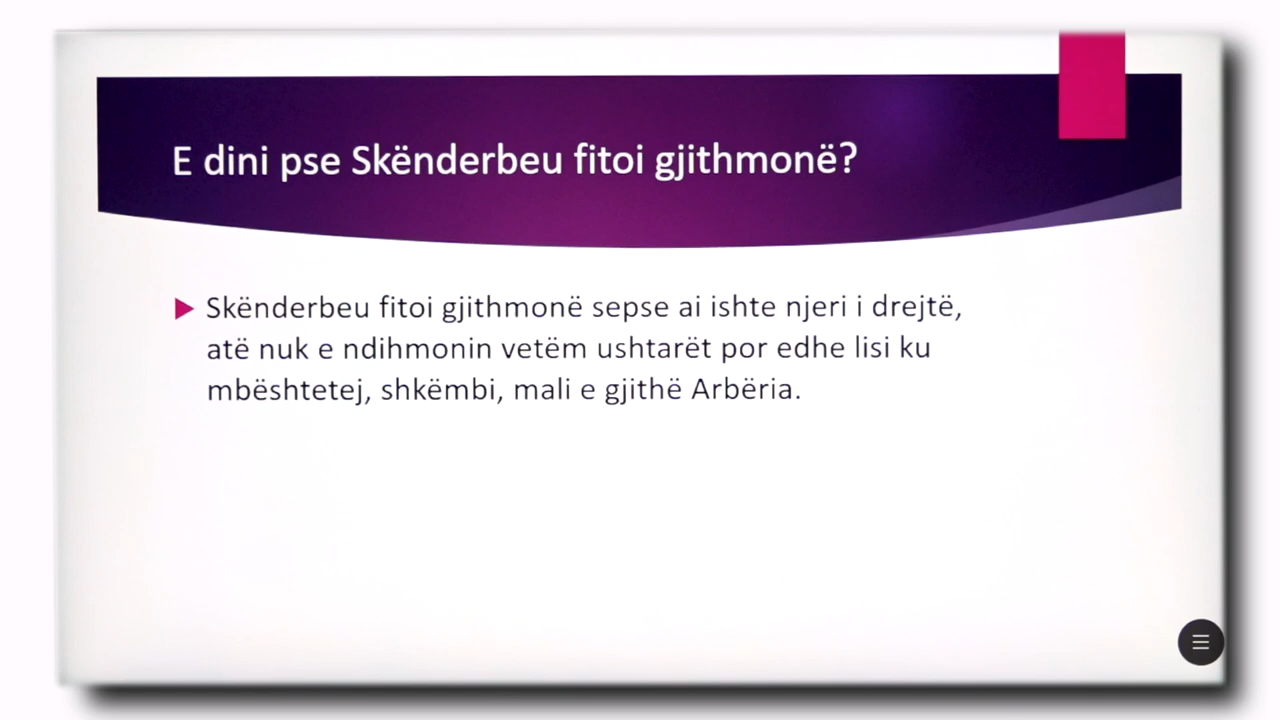 E dini pse Skënderbeu fitoi gjithmonë?
Skënderbeu fitoi gjithmonë sepse ai ishte njeri i drejtë,
atë nuk e ndihmonin vetëm ushtarët por edhe lisi ku
mbështetej, shkëmbi, mali e gjithë Arbëria.